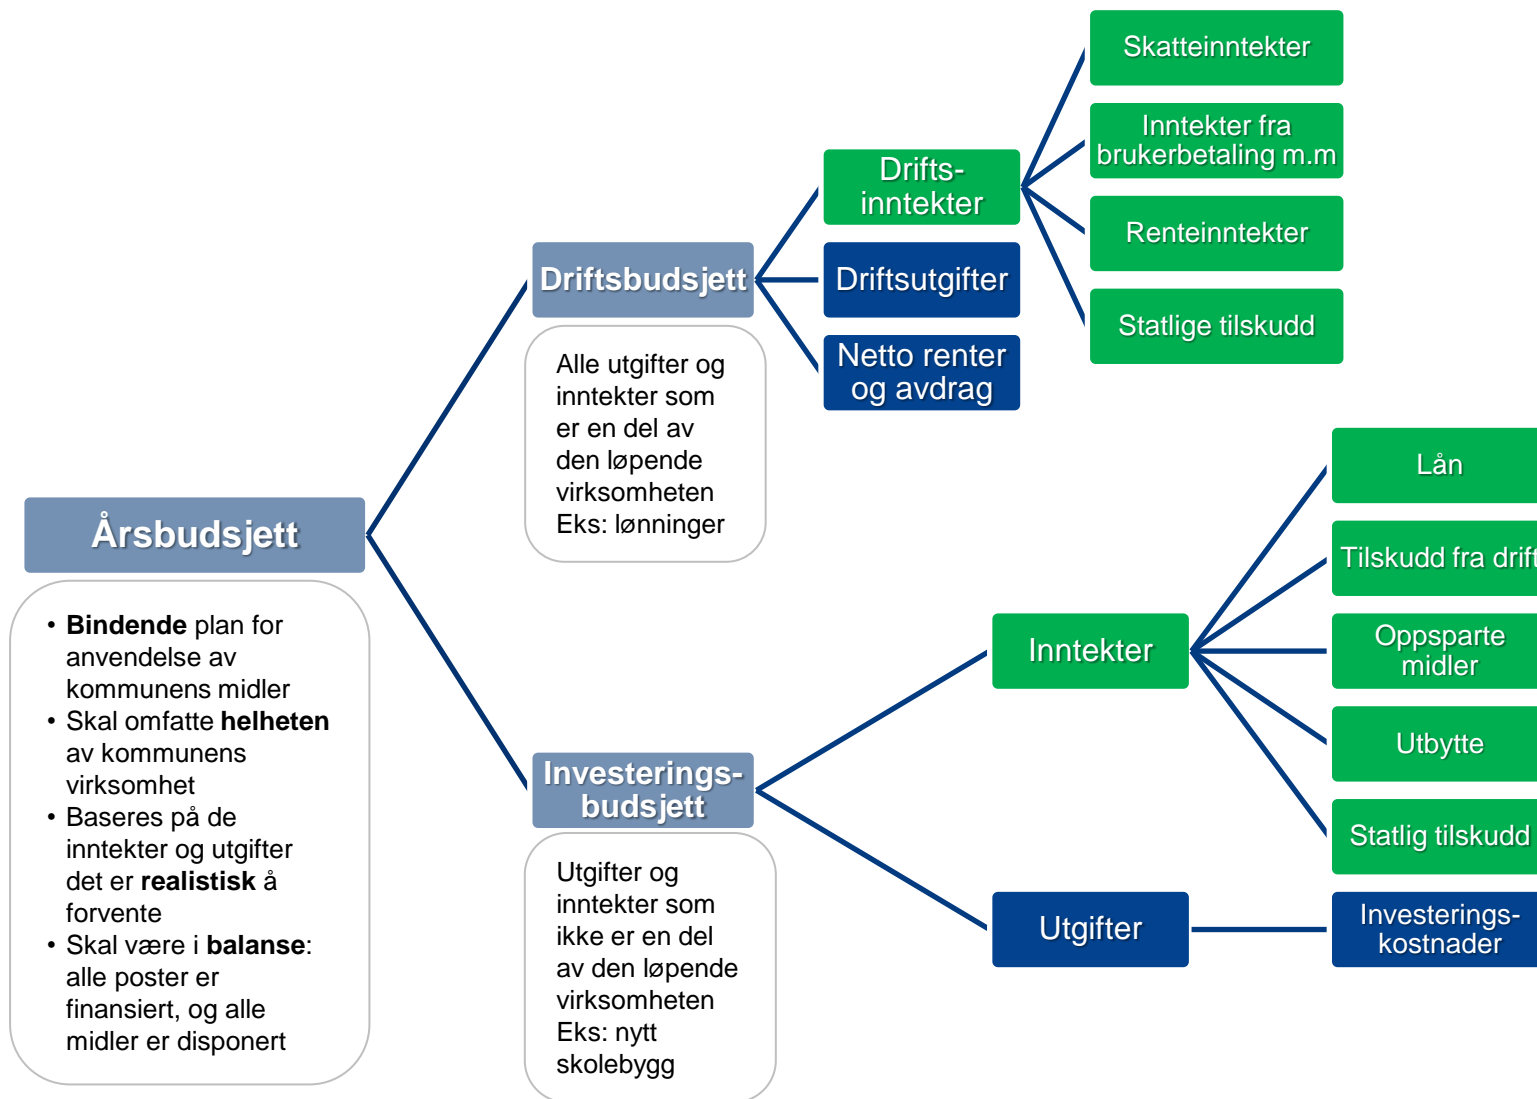 Skatteinntekter
Inntekter fra
brukerbetaling m.m
Renteinntekter
Statlige tilskudd
Drifts-
inntekter
Driftsutgifter
Netto renter
og avdrag
Driftsbudsjett
Alle utgifter og
inntekter som
er en del av
den løpende
virksomheten
Eks: lønninger
Årsbudsjett
• Bindende plan for
anvendelse av
kommunens midler
• Skal omfatte helheten
av kommunens
virksomhet
• Baseres på de
inntekter og utgifter
det er realistisk å
forvente
• Skal være i balanse:
alle poster er
finansiert, og alle
midler er disponert
Investerings-
budsjett
Utgifter og
inntekter som
ikke er en del
av den løpende
virksomheten
Eks: nytt
skolebygg
Inntekter
Utgifter
Lån
Tilskudd fra drift
Oppsparte
midler
Utbytte
Statlig tilskudd
Investerings-
kostnader